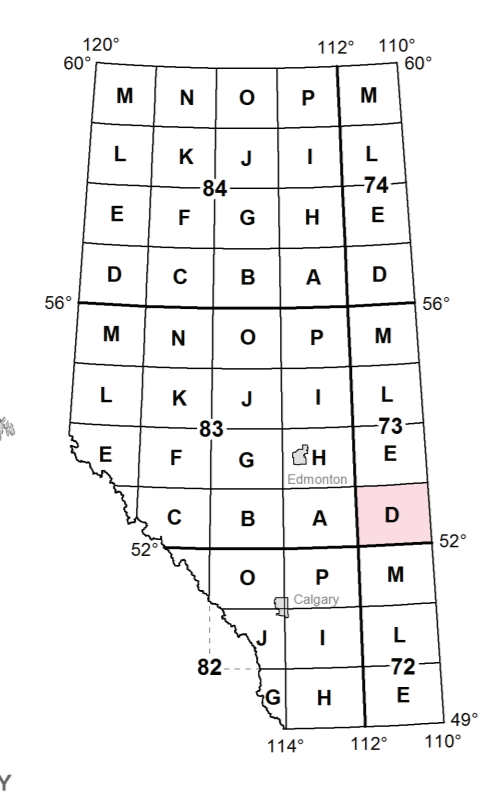 120° 112° 110°
60° 60°
M N O P M
L K J I L
84 74
E F G H E
D C B A D
56° 56°
M N O P M
L K J I L
83 73
E F G H E
Edmonton
C B A D
52° 52°
O P M
Calgary
J I L
82 72
G H E
49°
114° 112° 110°
Y